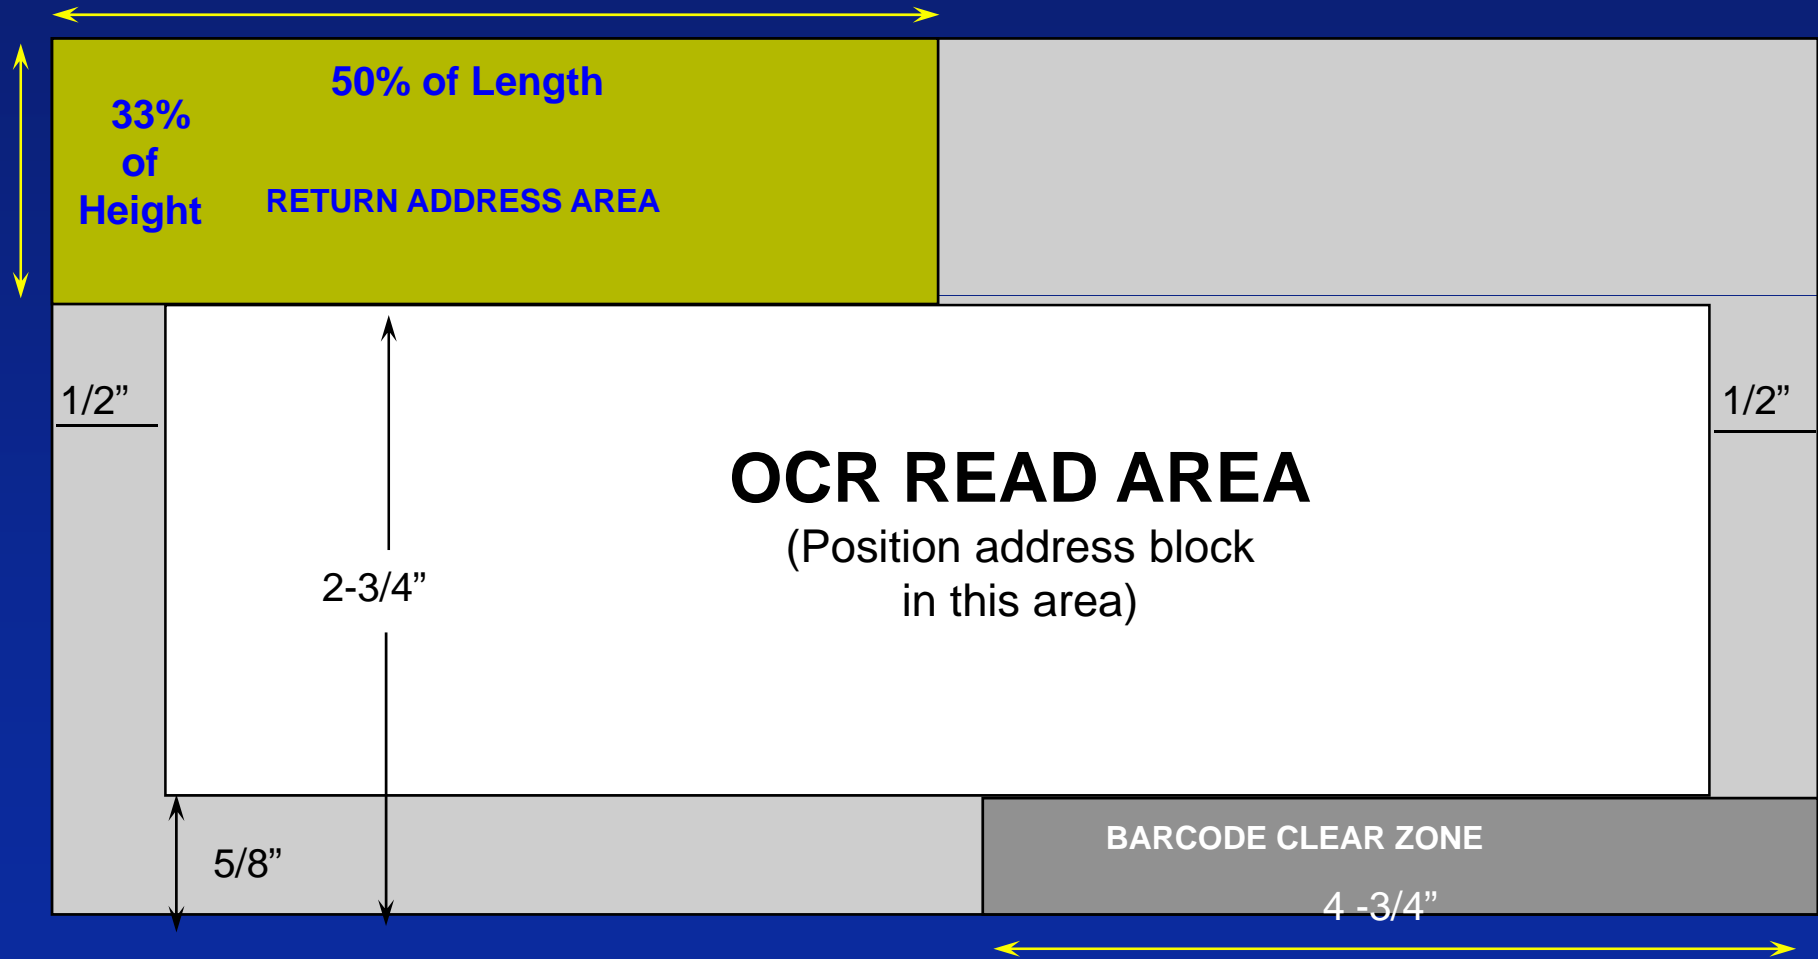 50% of Length
33%
of
Height
RETURN ADDRESS AREA
1/2”
1/2”
OCR READ AREA
(Position address block
in this area)
2-3/4”
BARCODE CLEAR ZONE
5/8”
4 -3/4”